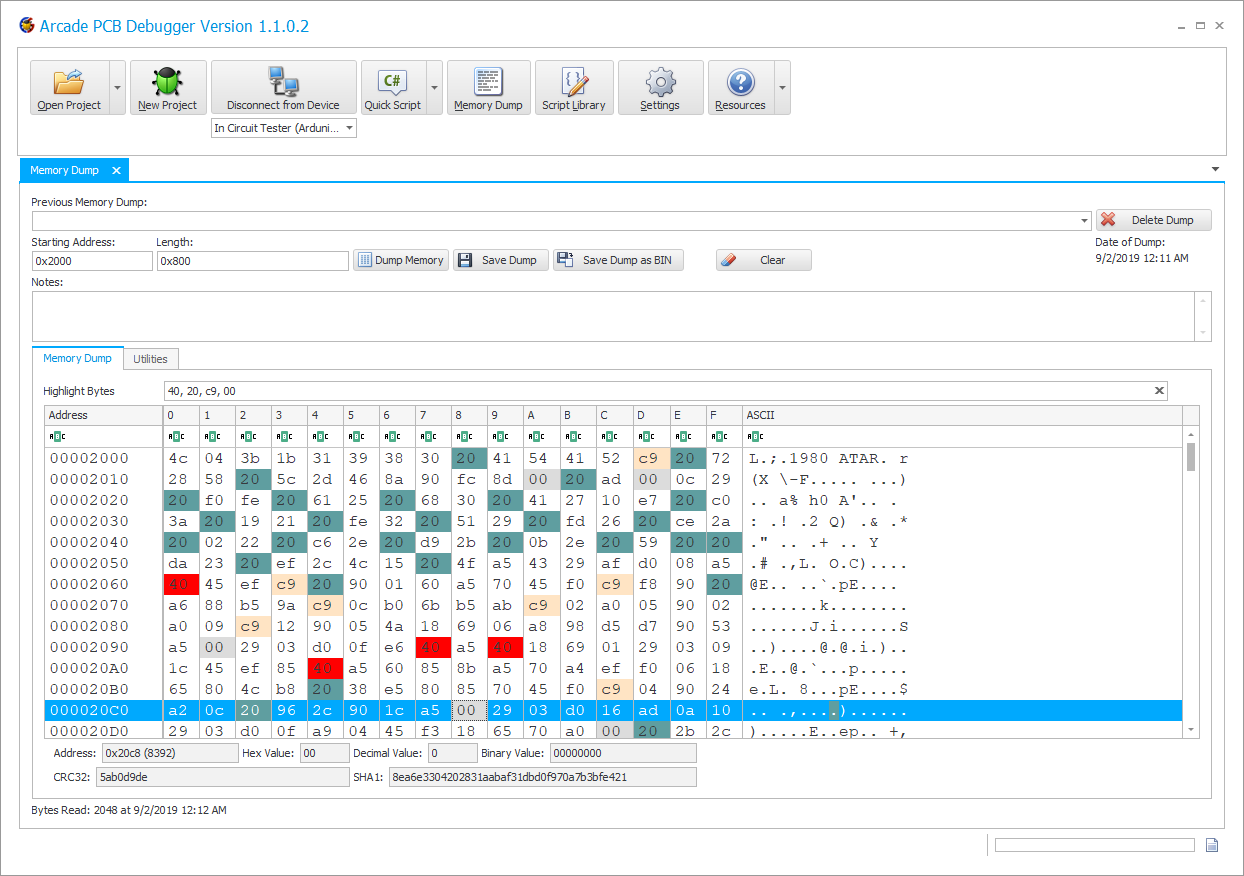 Arcade PCB Debugger Version 1.1.0.2
Open Project New Project Disconnect from Device Quick Script Memory Dump Script Library Settings Resources
C#
In Circuit Tester (Arduni...
Memory Dump
Previous Memory Dump:
Delete Dump
Starting Address: Length: Date of Dump:
0x2000 0x800 Dump Memory Save Dump Save Dump as BIN Clear 9/2/2019 12:11 AM
Notes:
Memory Dump Utilities
Highlight Bytes 40, 20, c9, 00
Address 0 1 2 3 4 5 6 7 8 9 A B C D E F ASCII
00002000 4c 04 3b 1b 31 39 38 30 20 41 54 41 52 c9 20 72 L.;.1980 ATAR. r
00002010 28 58 20 5c 2d 46 8a 90 fc 8d 00 20 ad 00 0c 29 (X \-F..... ...)
00002020 20 f0 fe 20 61 25 20 68 30 20 41 27 10 e7 20 c0 .. a% h0 A'.. .
00002030 3a 20 19 21 20 fe 32 20 51 29 20 fd 26 20 ce 2a : .! .2 Q) .& .*
00002040 20 02 22 20 c6 2e 20 d9 2b 20 0b 2e 20 59 20 20 ." .. .+ .. Y
00002050 da 23 20 ef 2c 4c 15 20 4f a5 43 29 af d0 08 a5 .# .,L. O.C)....
00002060 40 45 ef c9 20 90 01 60 a5 70 45 f0 c9 f8 90 20 @E.. ..`.pE....
00002070 a6 88 b5 9a c9 0c b0 6b b5 ab c9 02 a0 05 90 02 .......k........
00002080 a0 09 c9 12 90 05 4a 18 69 06 a8 98 d5 d7 90 53 ......J.i......S
00002090 a5 00 29 03 d0 0f e6 40 a5 40 18 69 01 29 03 09 ..)....@.@.i.)..
000020A0 1c 45 ef 85 40 a5 60 85 8b a5 70 a4 ef f0 06 18 .E..@.`...p.....
000020B0 65 80 4c b8 20 38 e5 80 85 70 45 f0 c9 04 90 24 e.L. 8...pE....$
000020C0 a2 0c 20 96 2c 90 1c a5 00 29 03 d0 16 ad 0a 10 .. .,....)......
000020D0 29 03 d0 0f a9 04 45 f3 18 65 70 a0 00 20 2b 2c ).....E..ep.. +,
Address: 0x20c8 (8392) Hex Value: 00 Decimal Value: 0 Binary Value: 00000000
CRC32: 5ab0d9de SHA1: 8ea6e3304202831aabaf31dbd0f970a7b3bfe421
Bytes Read: 2048 at 9/2/2019 12:12 AM